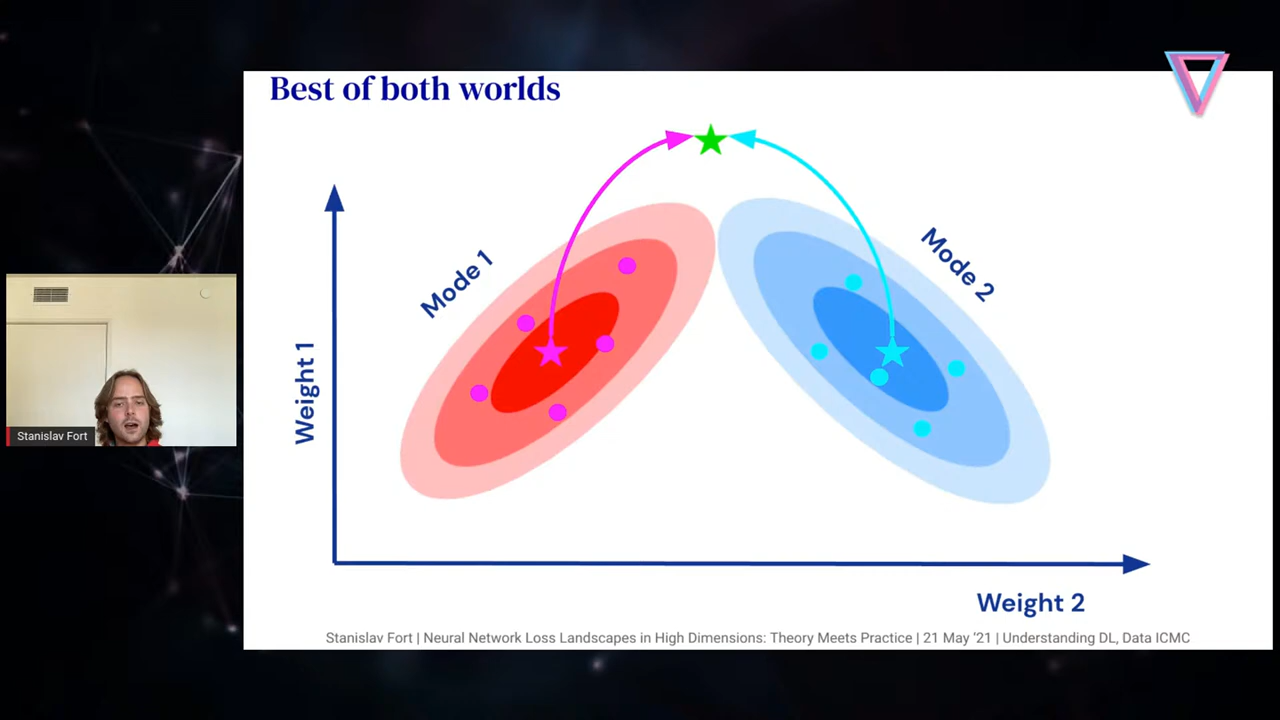 Best of both worlds
Mode 1
Mode 2
Weight 1
Stanislav Fort
Weight 2
Stanislav Fort | Neural Network Loss Landscapes in High Dimensions: Theory Meets Practice | 21 May '21 | Understanding DL, Data ICMC